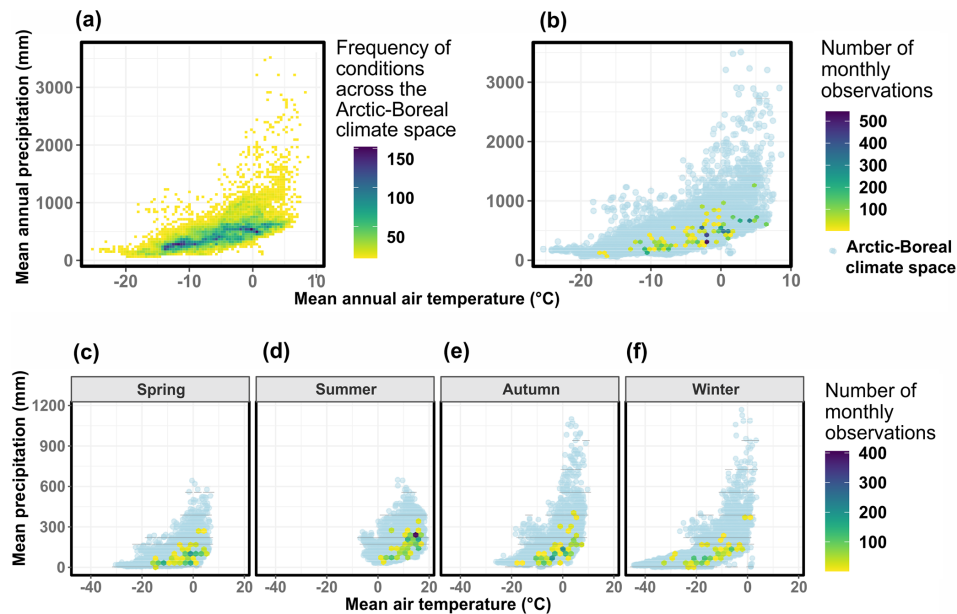 (a)
Mean annual precipitation (mm)
3000
2000
1000
0
-20
-10
0
10
Frequency of
conditions
across the
Arctic-Boreal
climate space
150
100
50
(b)
3000
2000
1000
0
-20
-10
0
10
Number of
monthly
observations
500
400
300
200
100
Arctic-Boreal
climate space
Mean annual air temperature (°C)
(c)
(d)
(e)
(f)
Spring
Summer
Autumn
Winter
Mean precipitation (mm)
1200
900
600
300
0
-40
-20
0
20
-40
-20
0
20
-40
-20
0
20
-40
-20
0
20
Mean air temperature (°C)
Number of
monthly
observations
400
300
200
100